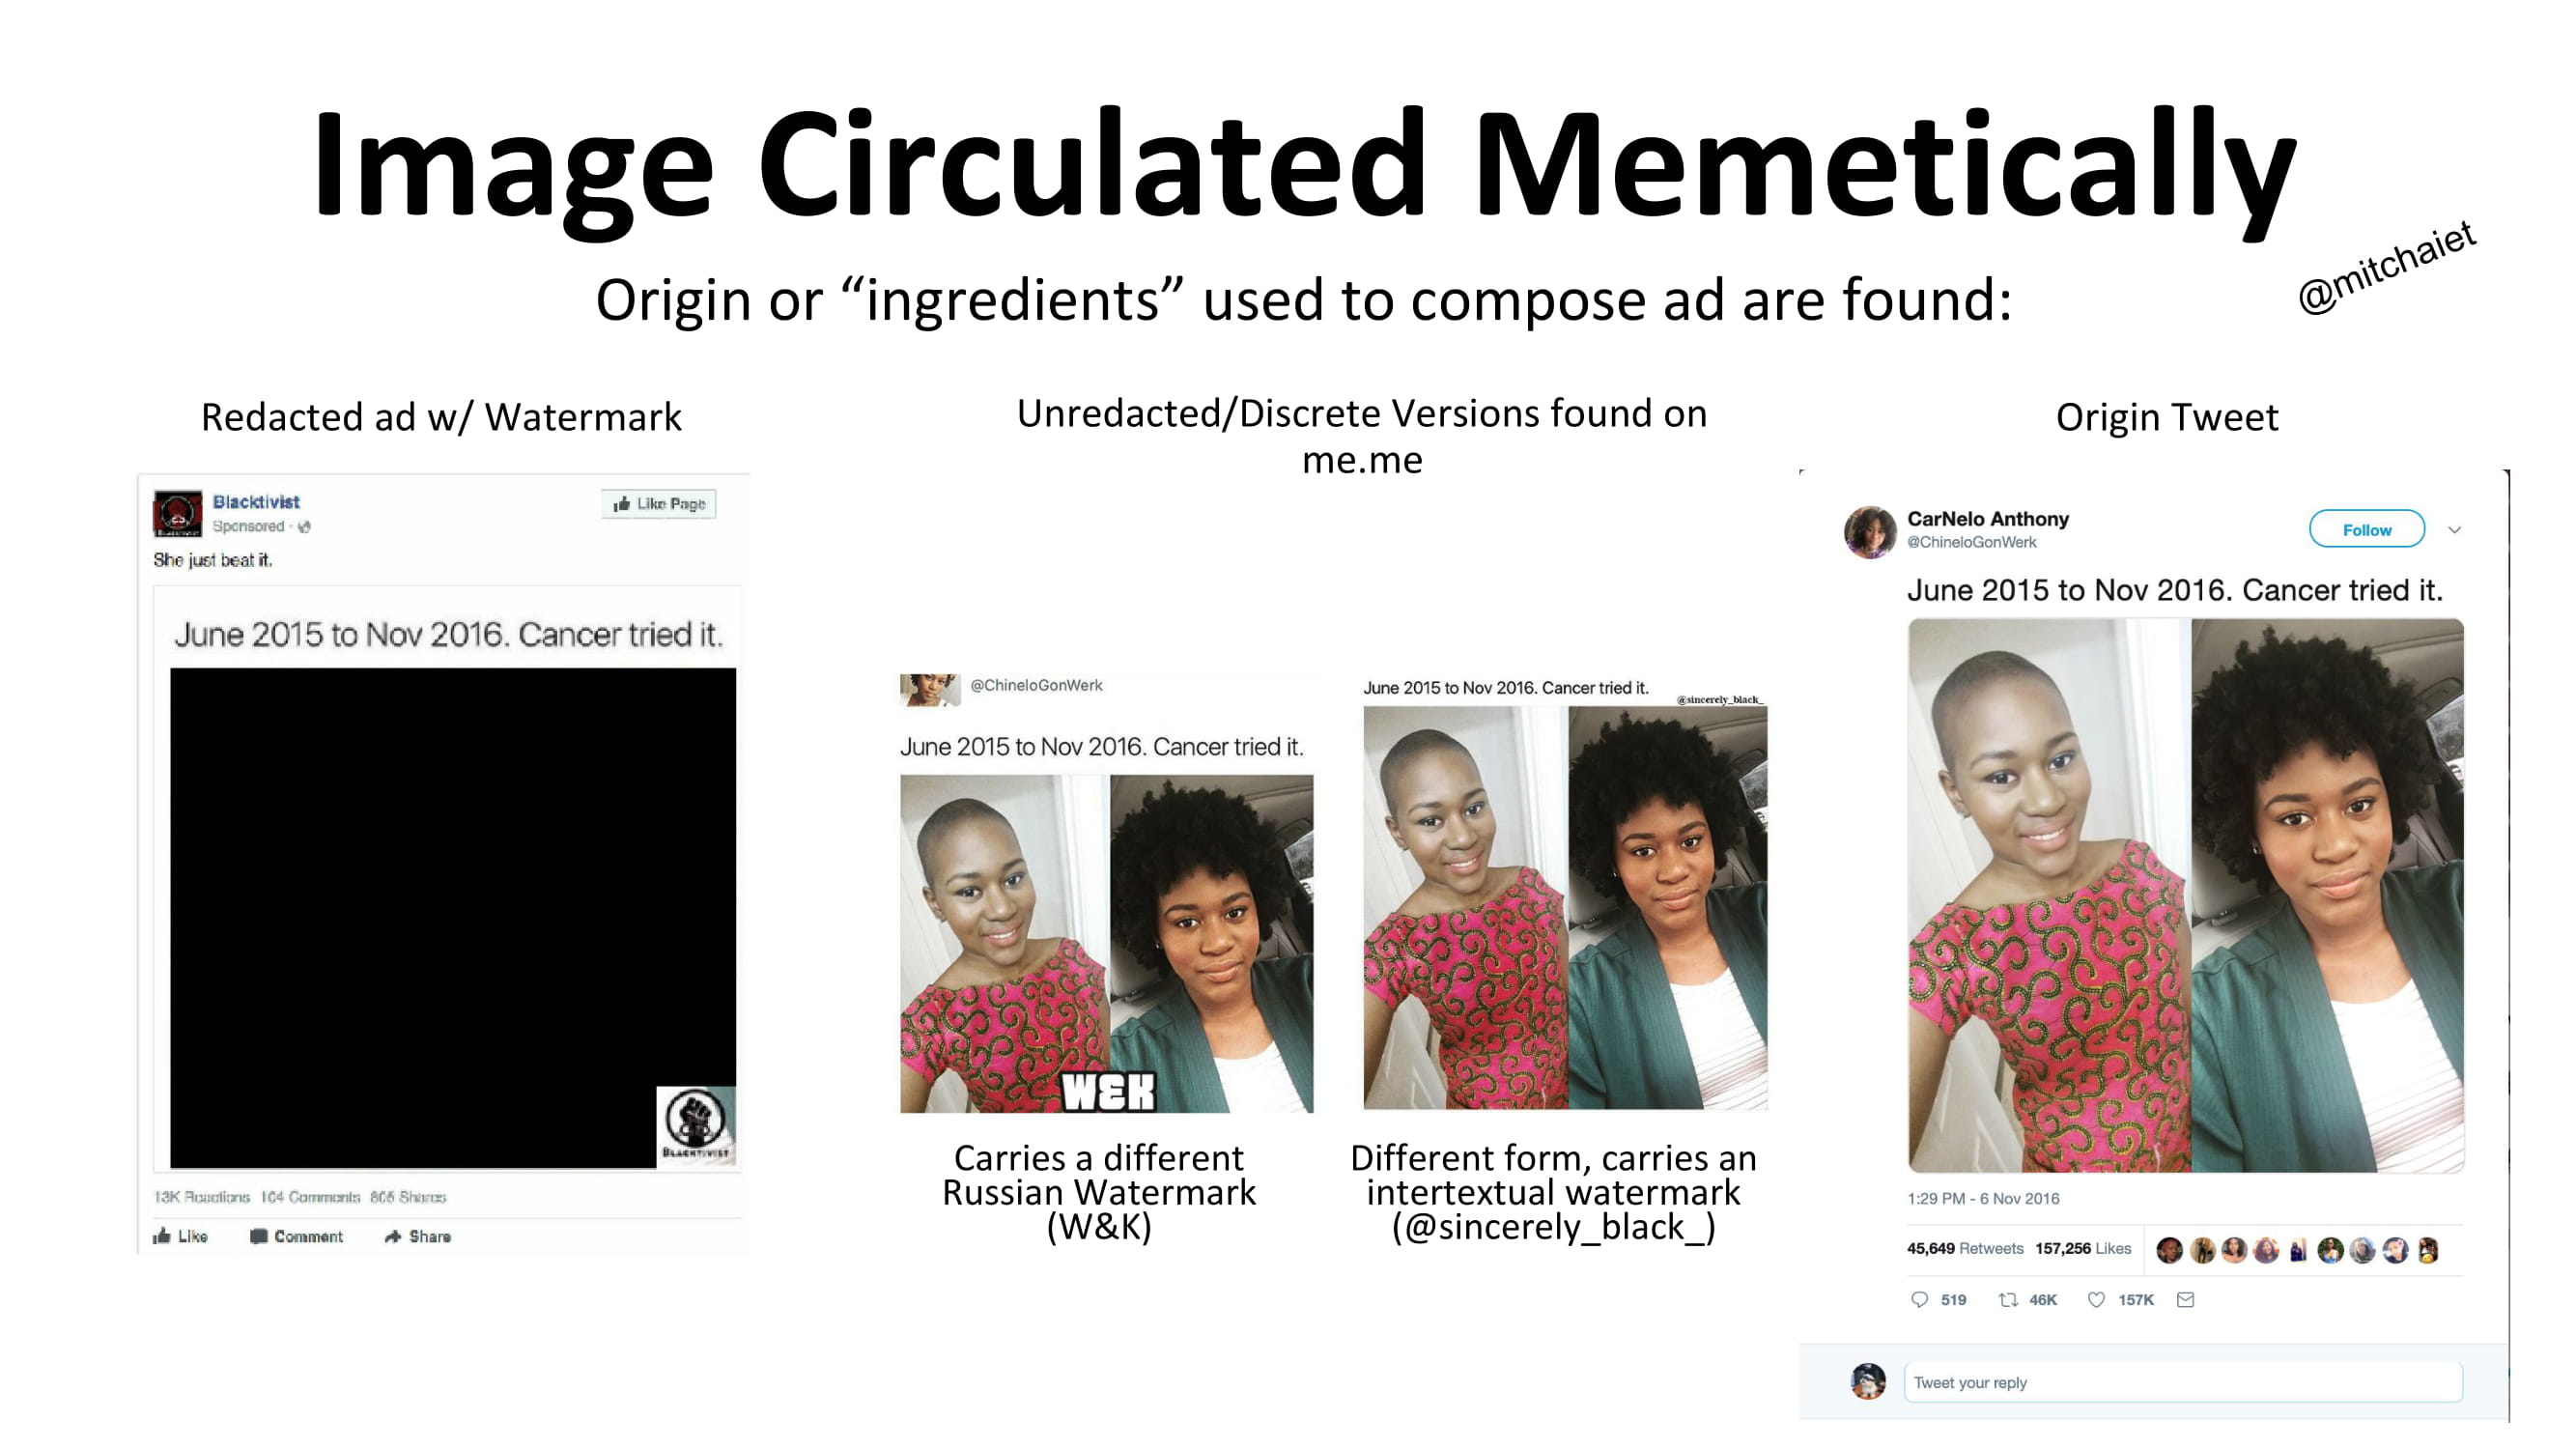 Image Circulated Memetically
@mitchaiet
Origin or “ingredients” used to compose ad are found:
Redacted ad w/ Watermark
Blacktivist
Like Page
Sponsored ·
She just beat it.
June 2015 to Nov 2016. Cancer tried it.
BLACKTIVIST
13K Reactions 104 Comments 805 Shares
Like Comment Share
Unredacted/Discrete Versions found on
me.me
@ChineloGonWerk
June 2015 to Nov 2016. Cancer tried it.
W&K
Carries a different
Russian Watermark
(W&K)
June 2015 to Nov 2016. Cancer tried it.
@sincerely_black_
Different form, carries an
intertextual watermark
(@sincerely_black_)
Origin Tweet
CarNelo Anthony
@ChineloGonWerk
Follow
June 2015 to Nov 2016. Cancer tried it.
1:29 PM - 6 Nov 2016
45,649 Retweets 157,256 Likes
519 46K 157K
Tweet your reply